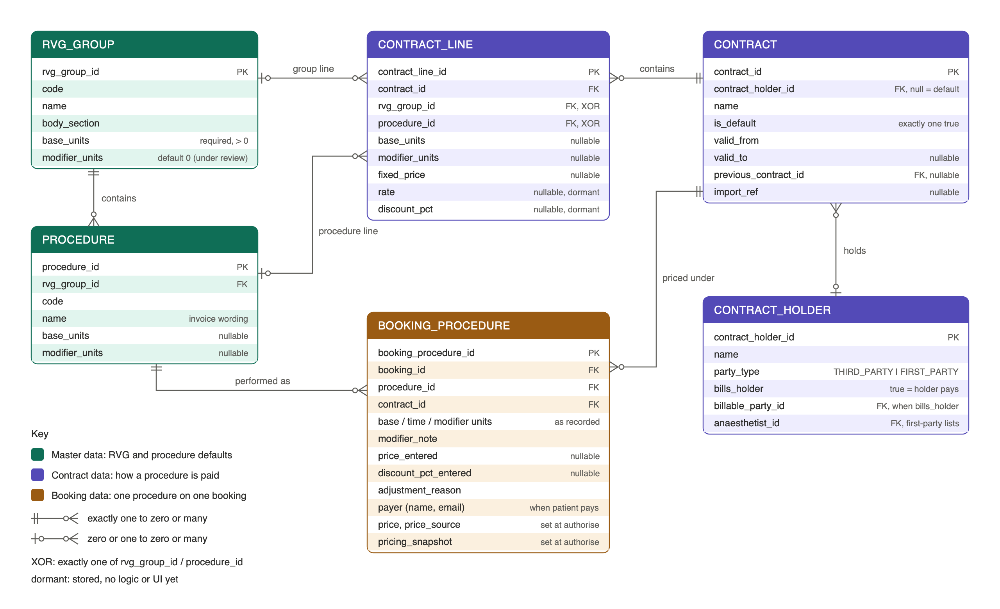 RVG_GROUP
rvg_group_id PK
code
name
body_section
base_units required, > 0
modifier_units default 0 (under review)
group line
contains
PROCEDURE
procedure_id PK
rvg_group_id FK
code
name invoice wording
base_units nullable
modifier_units nullable
procedure line
performed as
CONTRACT_LINE
contract_line_id PK
contract_id FK
rvg_group_id FK, XOR
procedure_id FK, XOR
base_units nullable
modifier_units nullable
fixed_price nullable
rate nullable, dormant
discount_pct nullable, dormant
contains
CONTRACT
contract_id PK
contract_holder_id FK, null = default
name
is_default exactly one true
valid_from
valid_to nullable
previous_contract_id FK, nullable
import_ref nullable
holds
priced under
CONTRACT_HOLDER
contract_holder_id PK
name
party_type THIRD_PARTY | FIRST_PARTY
bills_holder true = holder pays
billable_party_id FK, when bills_holder
anaesthetist_id FK, first-party lists
BOOKING_PROCEDURE
booking_procedure_id PK
booking_id FK
procedure_id FK
contract_id FK
base / time / modifier units as recorded
modifier_note
price_entered nullable
discount_pct_entered nullable
adjustment_reason
payer (name, email) when patient pays
price, price_source set at authorise
pricing_snapshot set at authorise
Key
Master data: RVG and procedure defaults
Contract data: how a procedure is paid
Booking data: one procedure on one booking
exactly one to zero or many
zero or one to zero or many
XOR: exactly one of rvg_group_id / procedure_id
dormant: stored, no logic or UI yet